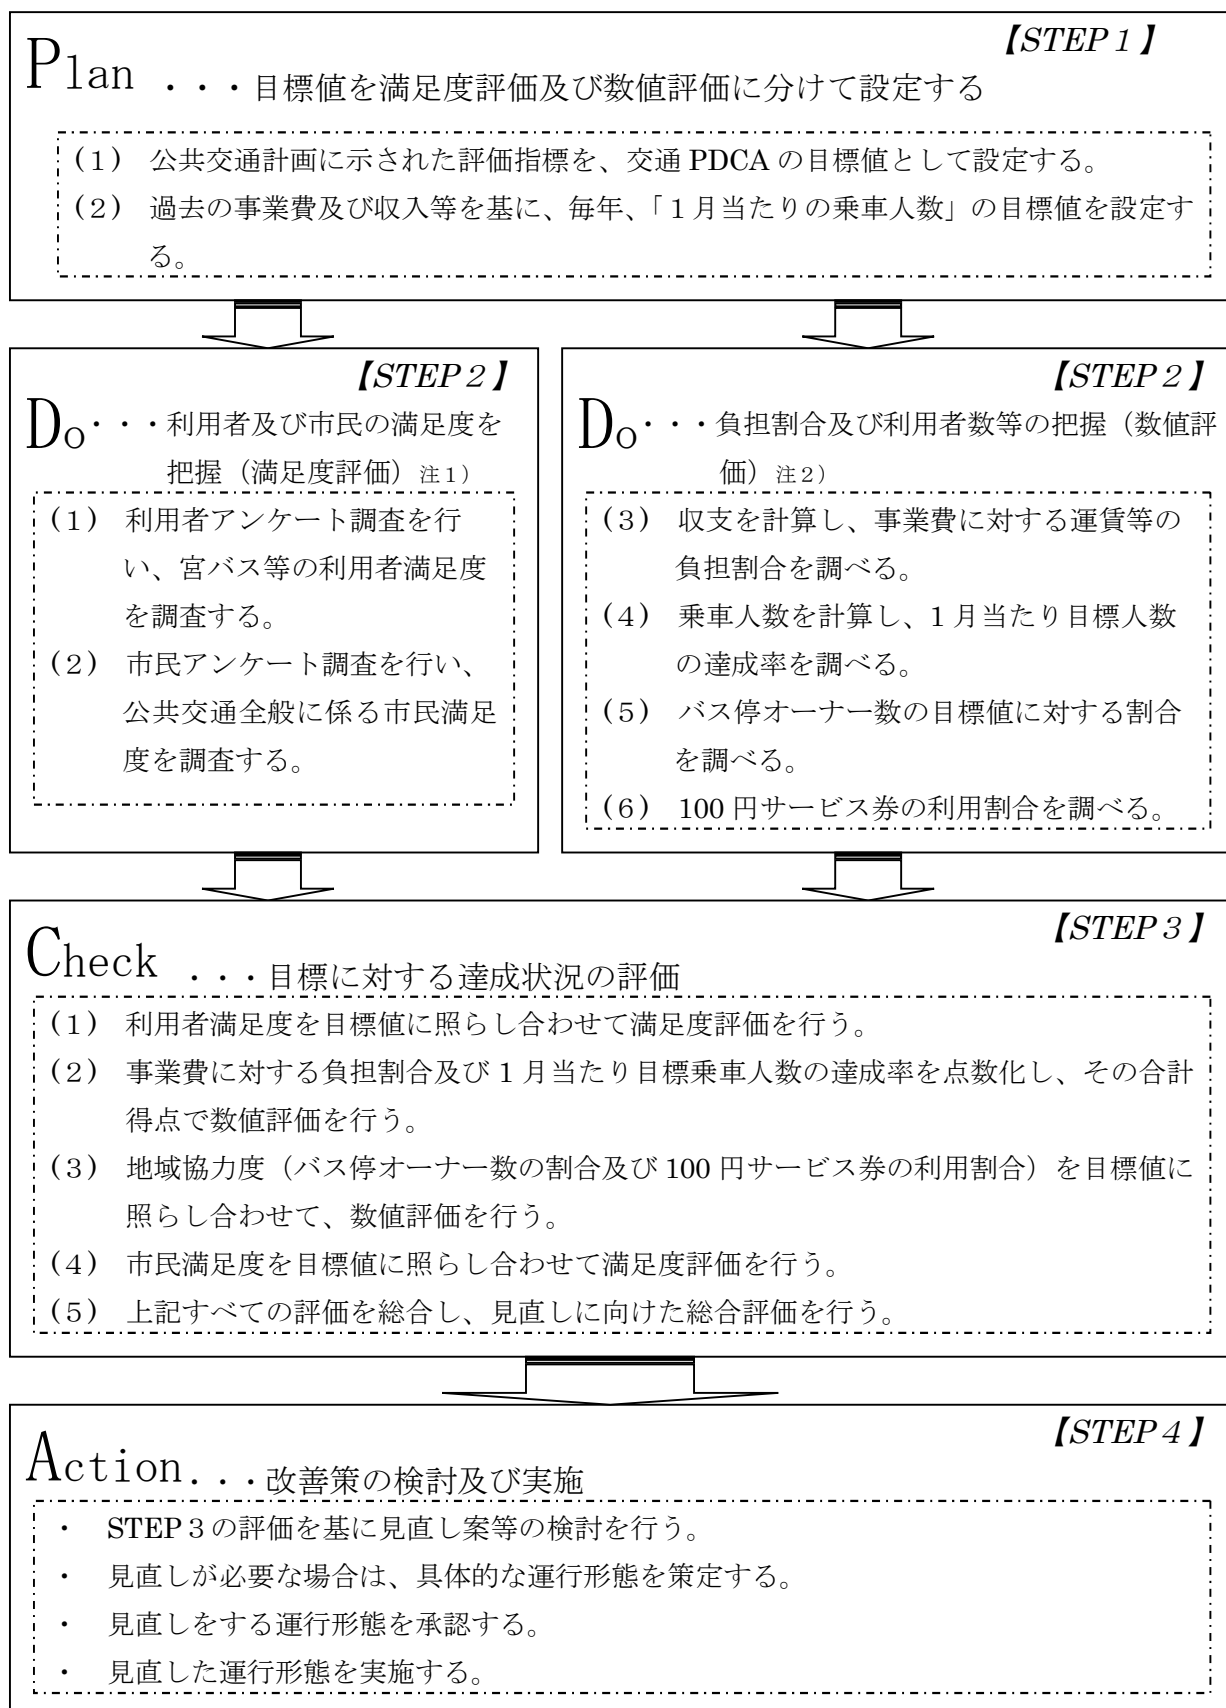 【STEP１】
Plan ・・・目標値を満足度評価及び数値評価に分けて設定する
(１) 公共交通計画に示された評価指標を、交通 PDCA の目標値として設定する。
(２) 過去の事業費及び収入等を基に、毎年、「１月当たりの乗車人数」の目標値を設定す
る。
【STEP２】
Do・・・利用者及び市民の満足度を
把握（満足度評価）注１）
(１) 利用者アンケート調査を行
い、宮バス等の利用者満足度
を調査する。
(２) 市民アンケート調査を行い、
公共交通全般に係る市民満足
度を調査する。
【STEP２】
Do・・・負担割合及び利用者数等の把握（数値評
価）注２）
(３) 収支を計算し、事業費に対する運賃等の
負担割合を調べる。
(４) 乗車人数を計算し、1 月当たり目標人数
の達成率を調べる。
(５) バス停オーナー数の目標値に対する割合
を調べる。
(６) 100 円サービス券の利用割合を調べる。
【STEP３】
Check ・・・目標に対する達成状況の評価
(１) 利用者満足度を目標値に照らし合わせて満足度評価を行う。
(２) 事業費に対する負担割合及び 1 月当たり目標乗車人数の達成率を点数化し、その合計
得点で数値評価を行う。
(３) 地域協力度（バス停オーナー数の割合及び 100 円サービス券の利用割合）を目標値に
照らし合わせて、数値評価を行う。
(４) 市民満足度を目標値に照らし合わせて満足度評価を行う。
(５) 上記すべての評価を総合し、見直しに向けた総合評価を行う。
【STEP４】
Action・・・改善策の検討及び実施
・ STEP３の評価を基に見直し案等の検討を行う。
・ 見直しが必要な場合は、具体的な運行形態を策定する。
・ 見直しをする運行形態を承認する。
・ 見直した運行形態を実施する。